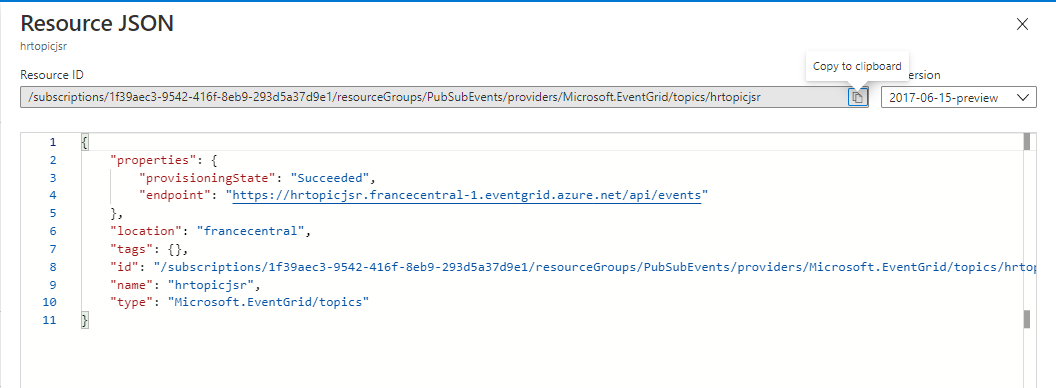 Resource JSON
hrtopicjsr
Resource ID
Copy to clipboard
ersion
/subscriptions/1f39aec3-9542-416f-8eb9-293d5a37d9e1/resourceGroups/PubSubEvents/providers/Microsoft.EventGrid/topics/hrtopicjsr
2017-06-15-preview
1 {
2 "properties": {
3 "provisioningState": "Succeeded",
4 "endpoint": "https://hrtopicjsr.francecentral-1.eventgrid.azure.net/api/events"
5 },
6 "location": "francecentral",
7 "tags": {},
8 "id": "/subscriptions/1f39aec3-9542-416f-8eb9-293d5a37d9e1/resourceGroups/PubSubEvents/providers/Microsoft.EventGrid/topics/hrtop
9 "name": "hrtopicjsr",
10 "type": "Microsoft.EventGrid/topics"
11 }